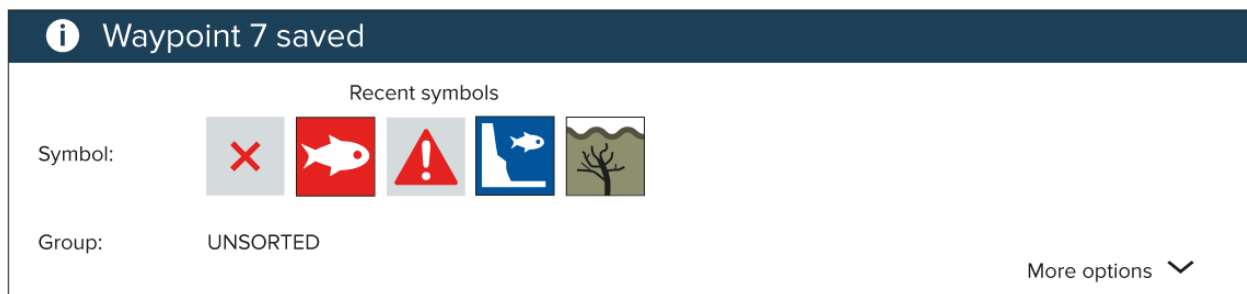 Waypoint 7 saved
Recent symbols
Symbol:
Group: UNSORTED
More options